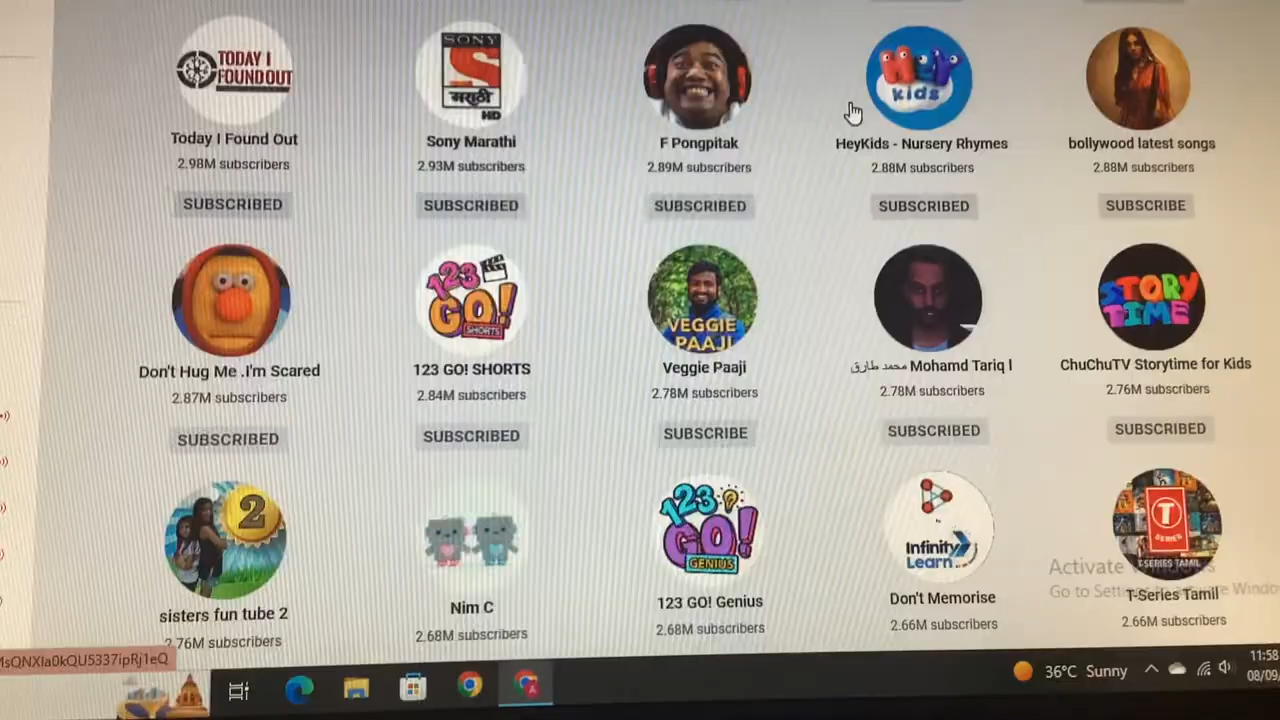 TODAY I
FOUND OUT
Today I Found Out
2.98M subscribers
SUBSCRIBED
SONY
S
मराठी
HD
Sony Marathi
2.93M subscribers
SUBSCRIBED
F Pongpitak
2.89M subscribers
SUBSCRIBED
Hey
kids
HeyKids - Nursery Rhymes
2.88M subscribers
SUBSCRIBED
bollywood latest songs
2.88M subscribers
SUBSCRIBE
Don't Hug Me .I'm Scared
2.87M subscribers
SUBSCRIBED
123
GO!
SHORTS
123 GO! SHORTS
2.84M subscribers
SUBSCRIBED
VEGGIE
PAAJI
Veggie Paaji
2.78M subscribers
SUBSCRIBE
محمد طارق Mohamd Tariq l
2.78M subscribers
SUBSCRIBED
STORY
TIME
ChuChuTV Storytime for Kids
2.76M subscribers
SUBSCRIBED
2
sisters fun tube 2
2.76M subscribers
Nim C
2.68M subscribers
123
GO!
GENIUS
123 GO! Genius
2.68M subscribers
Infinity
Learn
Don't Memorise
2.66M subscribers
T
SERIES
T-SERIES TAMIL
T-Series Tamil
2.66M subscribers
Activate Windows
Go to
MsQNXla0kQU5337ipRj1eQ
36°C Sunny
11:58
08/09